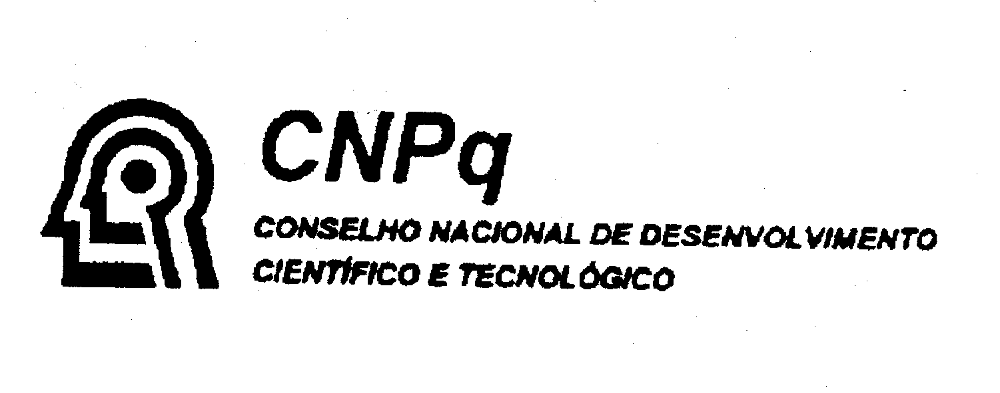 CNPq
CONSELHO NACIONAL DE DESENVOLVIMENTO
CIENTÍFICO E TECNOLÓGICO